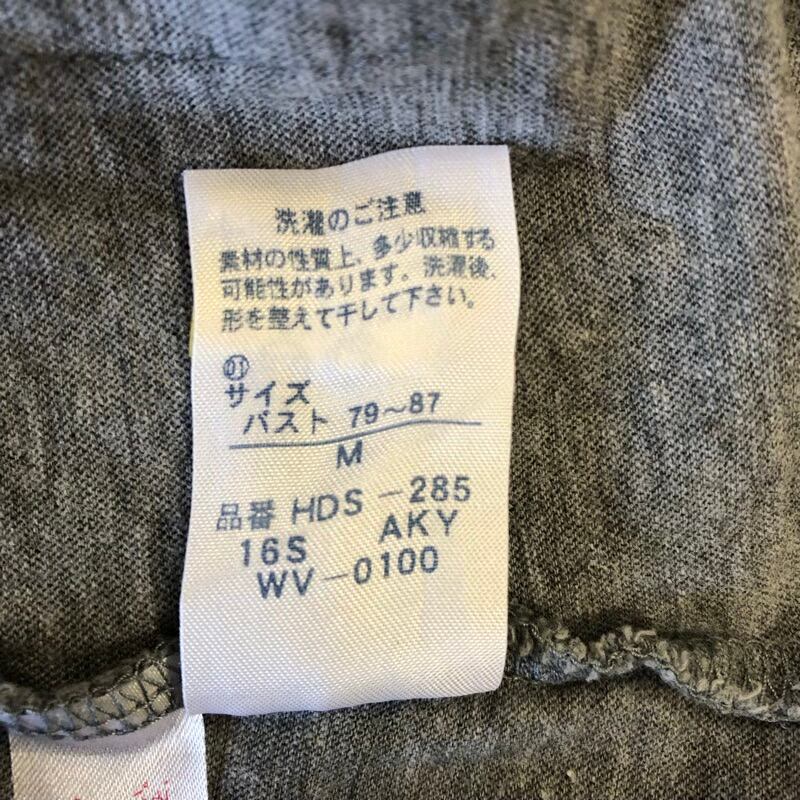 洗濯のご注意
素材の性質上、多少収縮する
可能性があります。洗濯後、
形を整えて干して下さい。
01
サイズ
バスト 79~87
M
品番 HDS-285
16S AKY
WV-0100